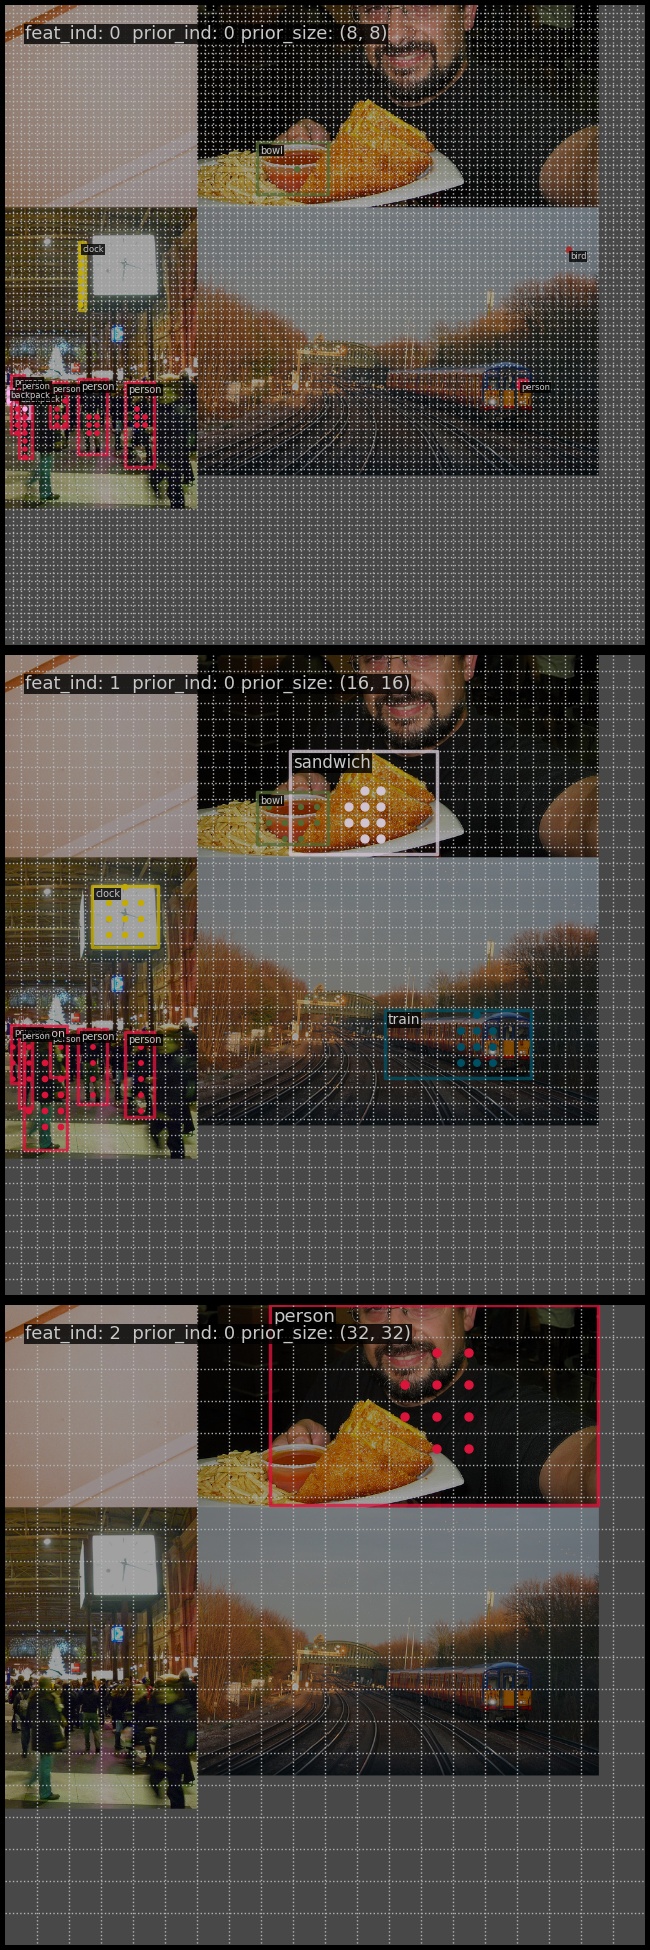 feat_ind: 0 prior_ind: 0 prior_size: (8, 8)
bowl
clock
bird
person
person
person
person
person
backpack
feat_ind: 1 prior_ind: 0 prior_size: (16, 16)
sandwich
bowl
clock
train
person
person
person
feat_ind: 2 prior_ind: 0 prior_size: (32, 32)
person